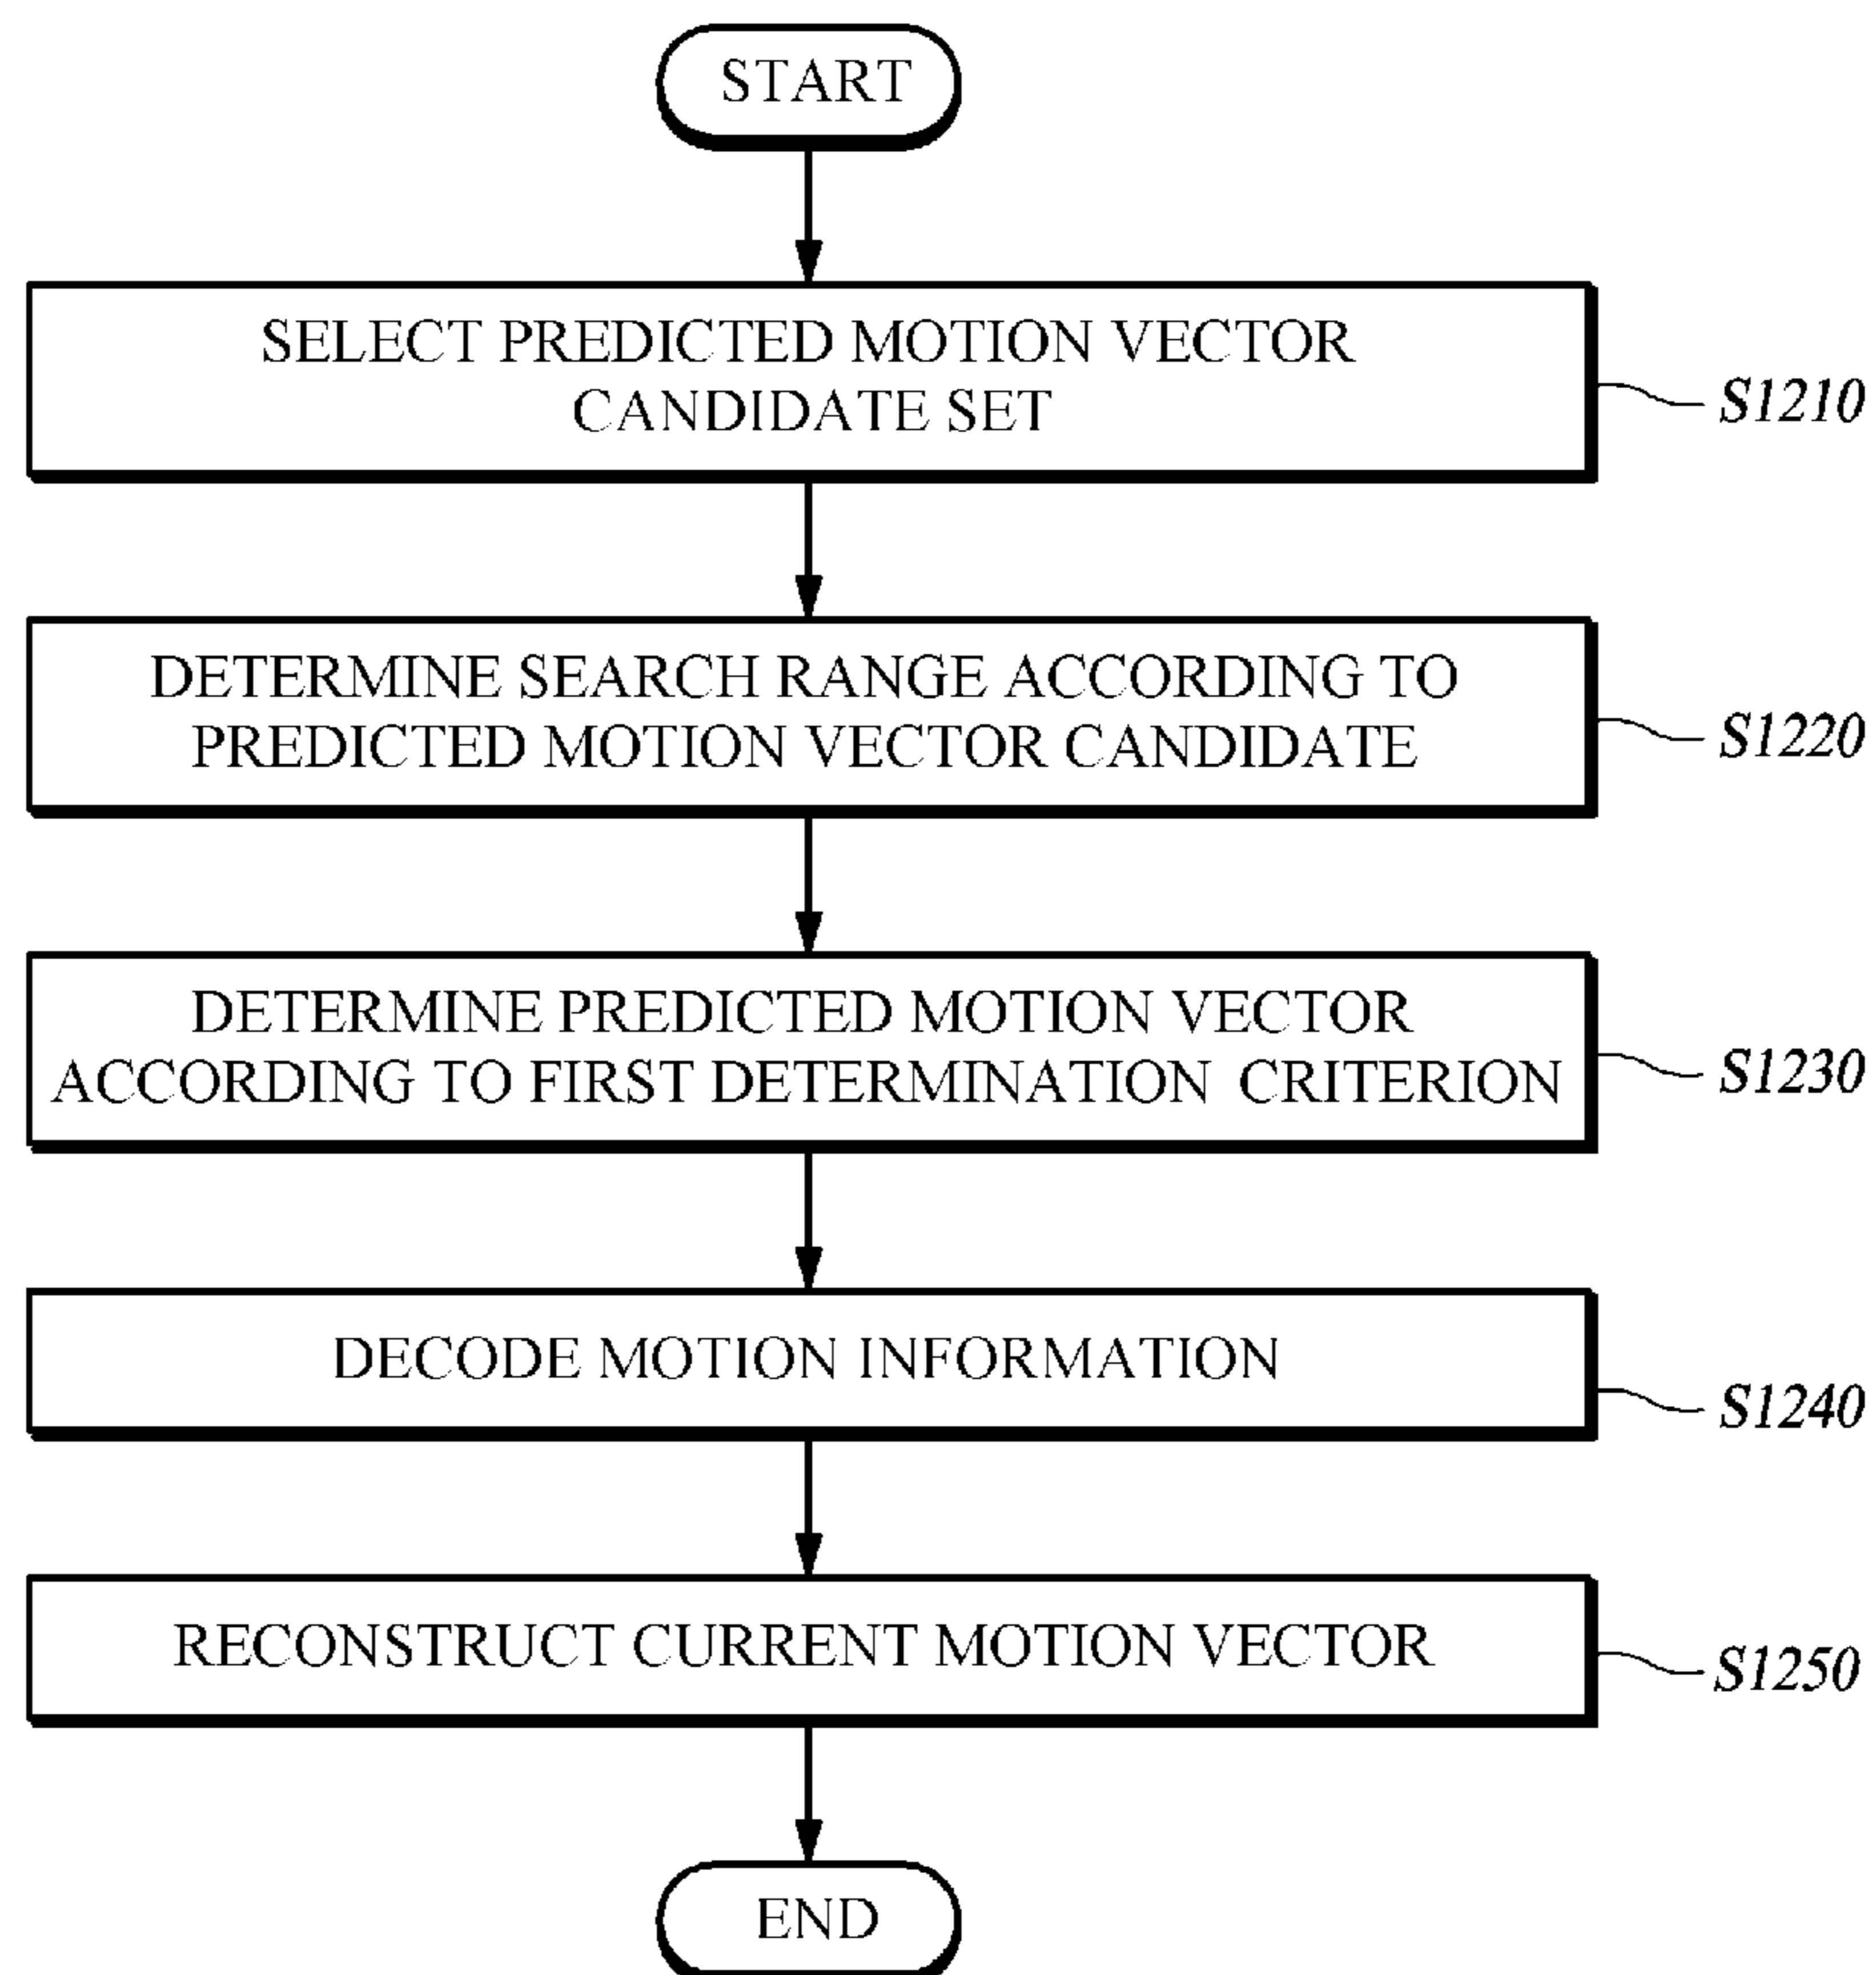 START
SELECT PREDICTED MOTION VECTOR
CANDIDATE SET
S1210
DETERMINE SEARCH RANGE ACCORDING TO
PREDICTED MOTION VECTOR CANDIDATE
S1220
DETERMINE PREDICTED MOTION VECTOR
ACCORDING TO FIRST DETERMINATION CRITERION
S1230
DECODE MOTION INFORMATION
S1240
RECONSTRUCT CURRENT MOTION VECTOR
S1250
END